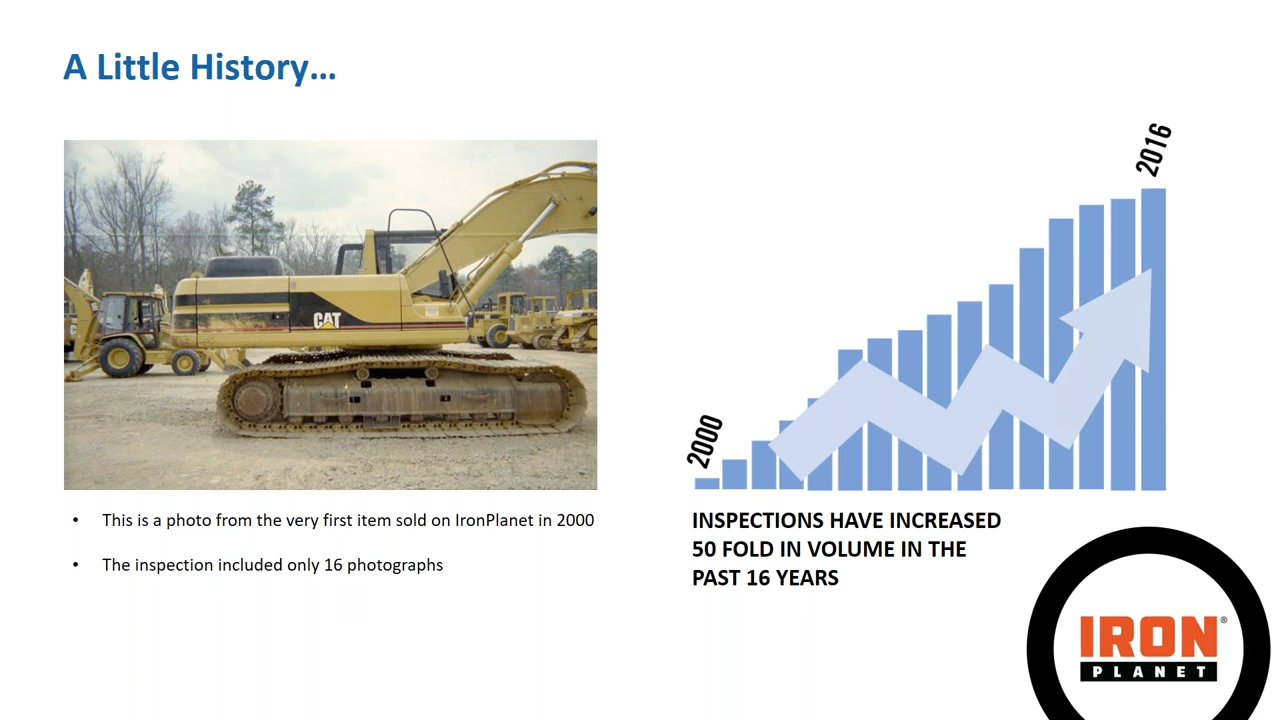 A Little History…
CAT
• This is a photo from the very first item sold on IronPlanet in 2000
• The inspection included only 16 photographs
2000
2016
INSPECTIONS HAVE INCREASED
50 FOLD IN VOLUME IN THE
PAST 16 YEARS
IRON®
PLANET